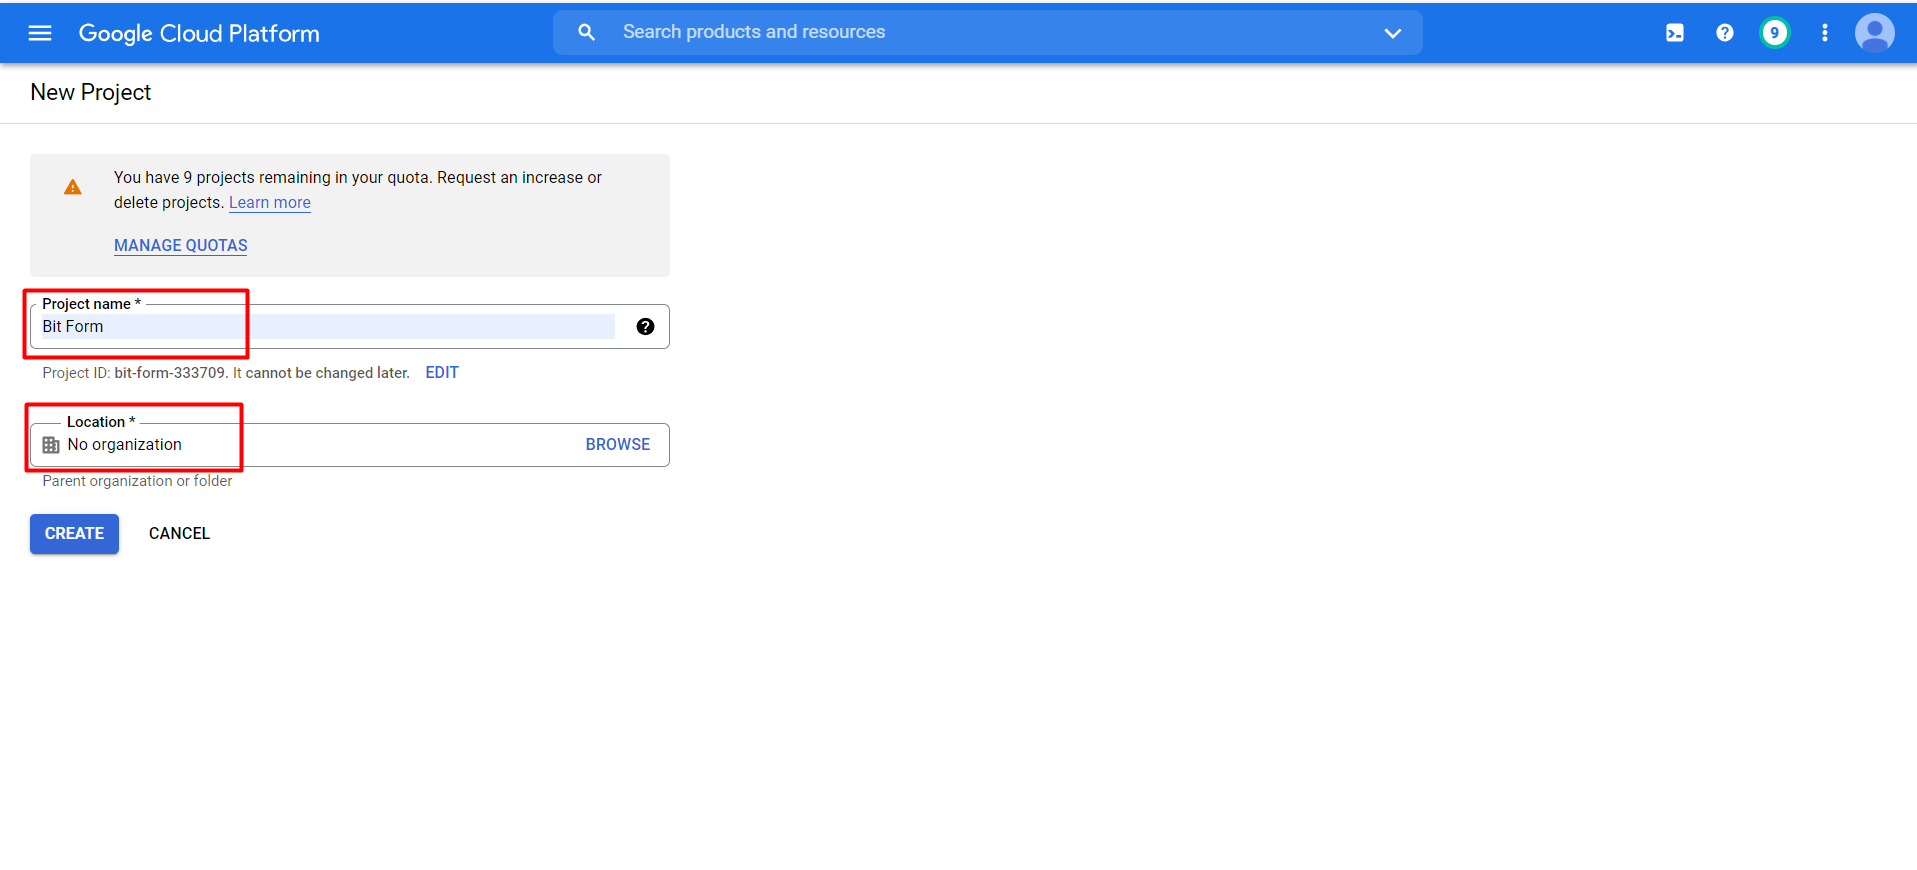 Google Cloud Platform
Search products and resources
9
New Project
You have 9 projects remaining in your quota. Request an increase or
delete projects. Learn more
MANAGE QUOTAS
Project name *
Bit Form
Project ID: bit-form-333709. It cannot be changed later. EDIT
Location *
No organization
BROWSE
Parent organization or folder
CREATE
CANCEL